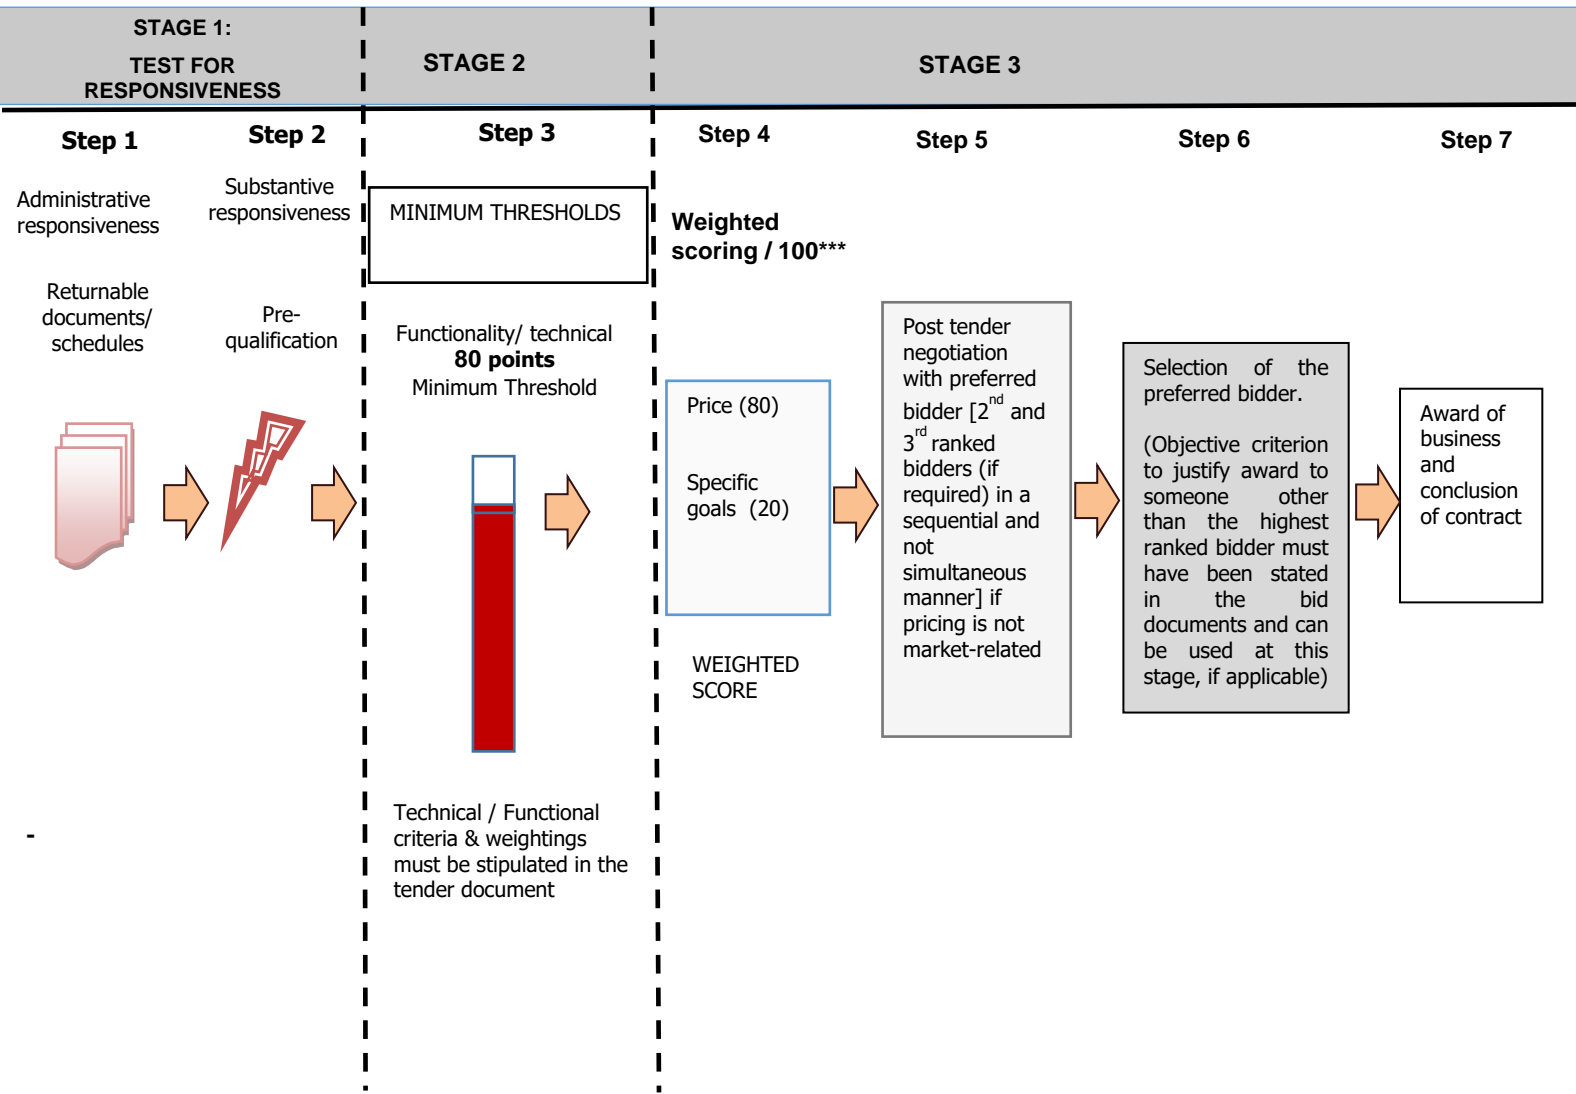 STAGE 1:
TEST FOR
RESPONSIVENESS
STAGE 2
STAGE 3
Step 1
Step 2
Step 3
Step 4
Step 5
Step 6
Step 7
Administrative
responsiveness
Returnable
documents/
schedules
Substantive
responsiveness
Pre-
qualification
MINIMUM THRESHOLDS
Functionality/ technical
80 points
Minimum Threshold
Technical / Functional
criteria & weightings
must be stipulated in the
tender document
Weighted
scoring / 100***
Price (80)
Specific
goals (20)
WEIGHTED
SCORE
Post tender
negotiation
with preferred
bidder [2nd and
3rd ranked
bidders (if
required) in a
sequential and
not
simultaneous
manner] if
pricing is not
market-related
Selection of the
preferred bidder.
(Objective criterion
to justify award to
someone other
than the highest
ranked bidder must
have been stated
in the bid
documents and can
be used at this
stage, if applicable)
Award of
business
and
conclusion
of contract
-